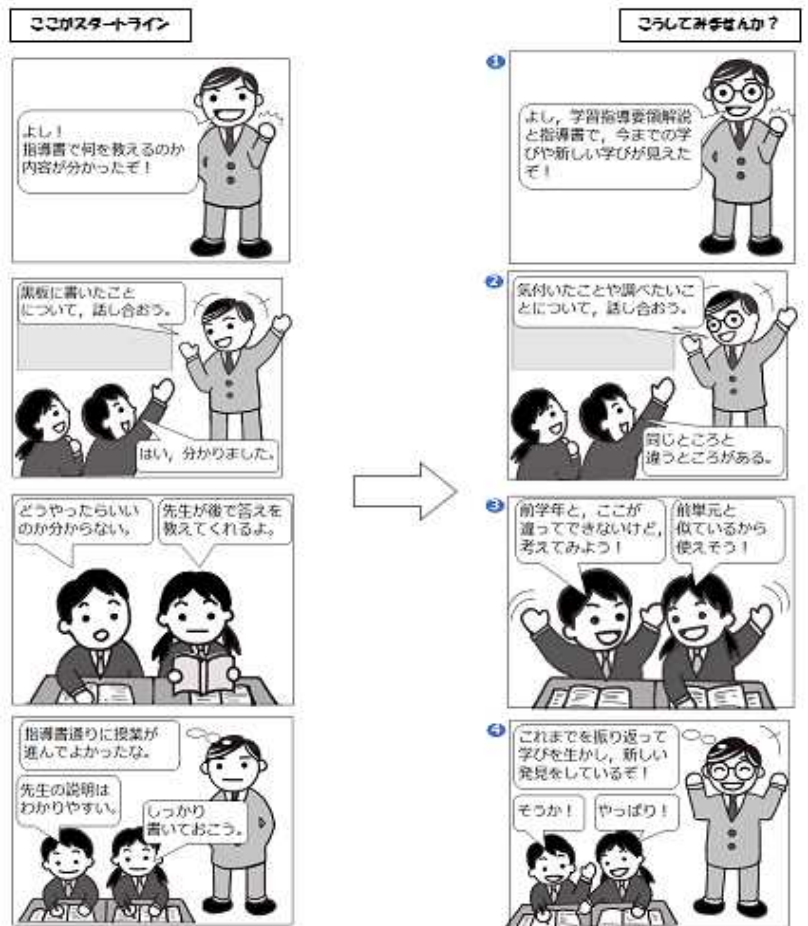 ここがスタートライン
よし！
指導書で何を教えるのか
内容が分かったぞ！
黒板に書いたこと
について，話し合おう。
はい，分かりました。
どうやったらいい
のか分からない。
先生が後で答えを
教えてくれるよ。
指導書通りに授業が
進んでよかったな。
先生の説明は
わかりやすい。
しっかり
書いておこう。
こうしてみませんか？
1
よし，学習指導要領解説
と指導書で，今までの学
びや新しい学びが見えた
ぞ！
2
気付いたことや調べたいこ
とについて，話し合おう。
同じところと
違うところがある。
3
前学年と，ここが
違ってできないけど，
考えてみよう！
前単元と
似ているから
使えそう！
4
これまでを振り返って
学びを生かし，新しい
発見をしているぞ！
そうか！
やっぱり！